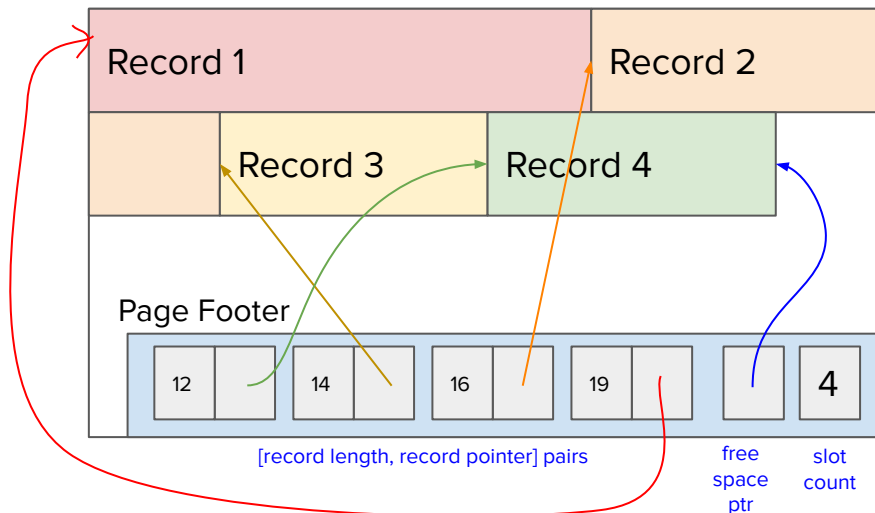 Record 1
Record 2
Record 3
Record 4
Page Footer
12
14
16
19
4
[record length, record pointer] pairs
free
space
ptr
slot
count